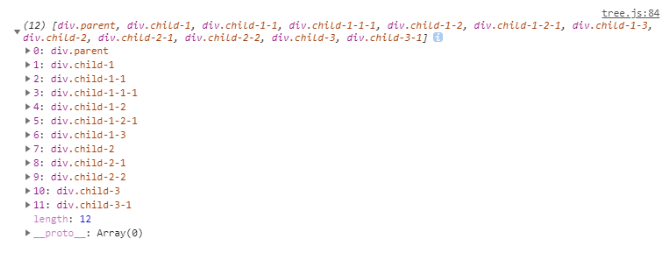 tree.js:84
(12) [div.parent, div.child-1, div.child-1-1, div.child-1-1-1, div.child-1-2, div.child-1-2-1, div.child-1-3,
div.child-2, div.child-2-1, div.child-2-2, div.child-3, div.child-3-1] i
0: div.parent
1: div.child-1
2: div.child-1-1
3: div.child-1-1-1
4: div.child-1-2
5: div.child-1-2-1
6: div.child-1-3
7: div.child-2
8: div.child-2-1
9: div.child-2-2
10: div.child-3
11: div.child-3-1
length: 12
__proto__: Array(0)